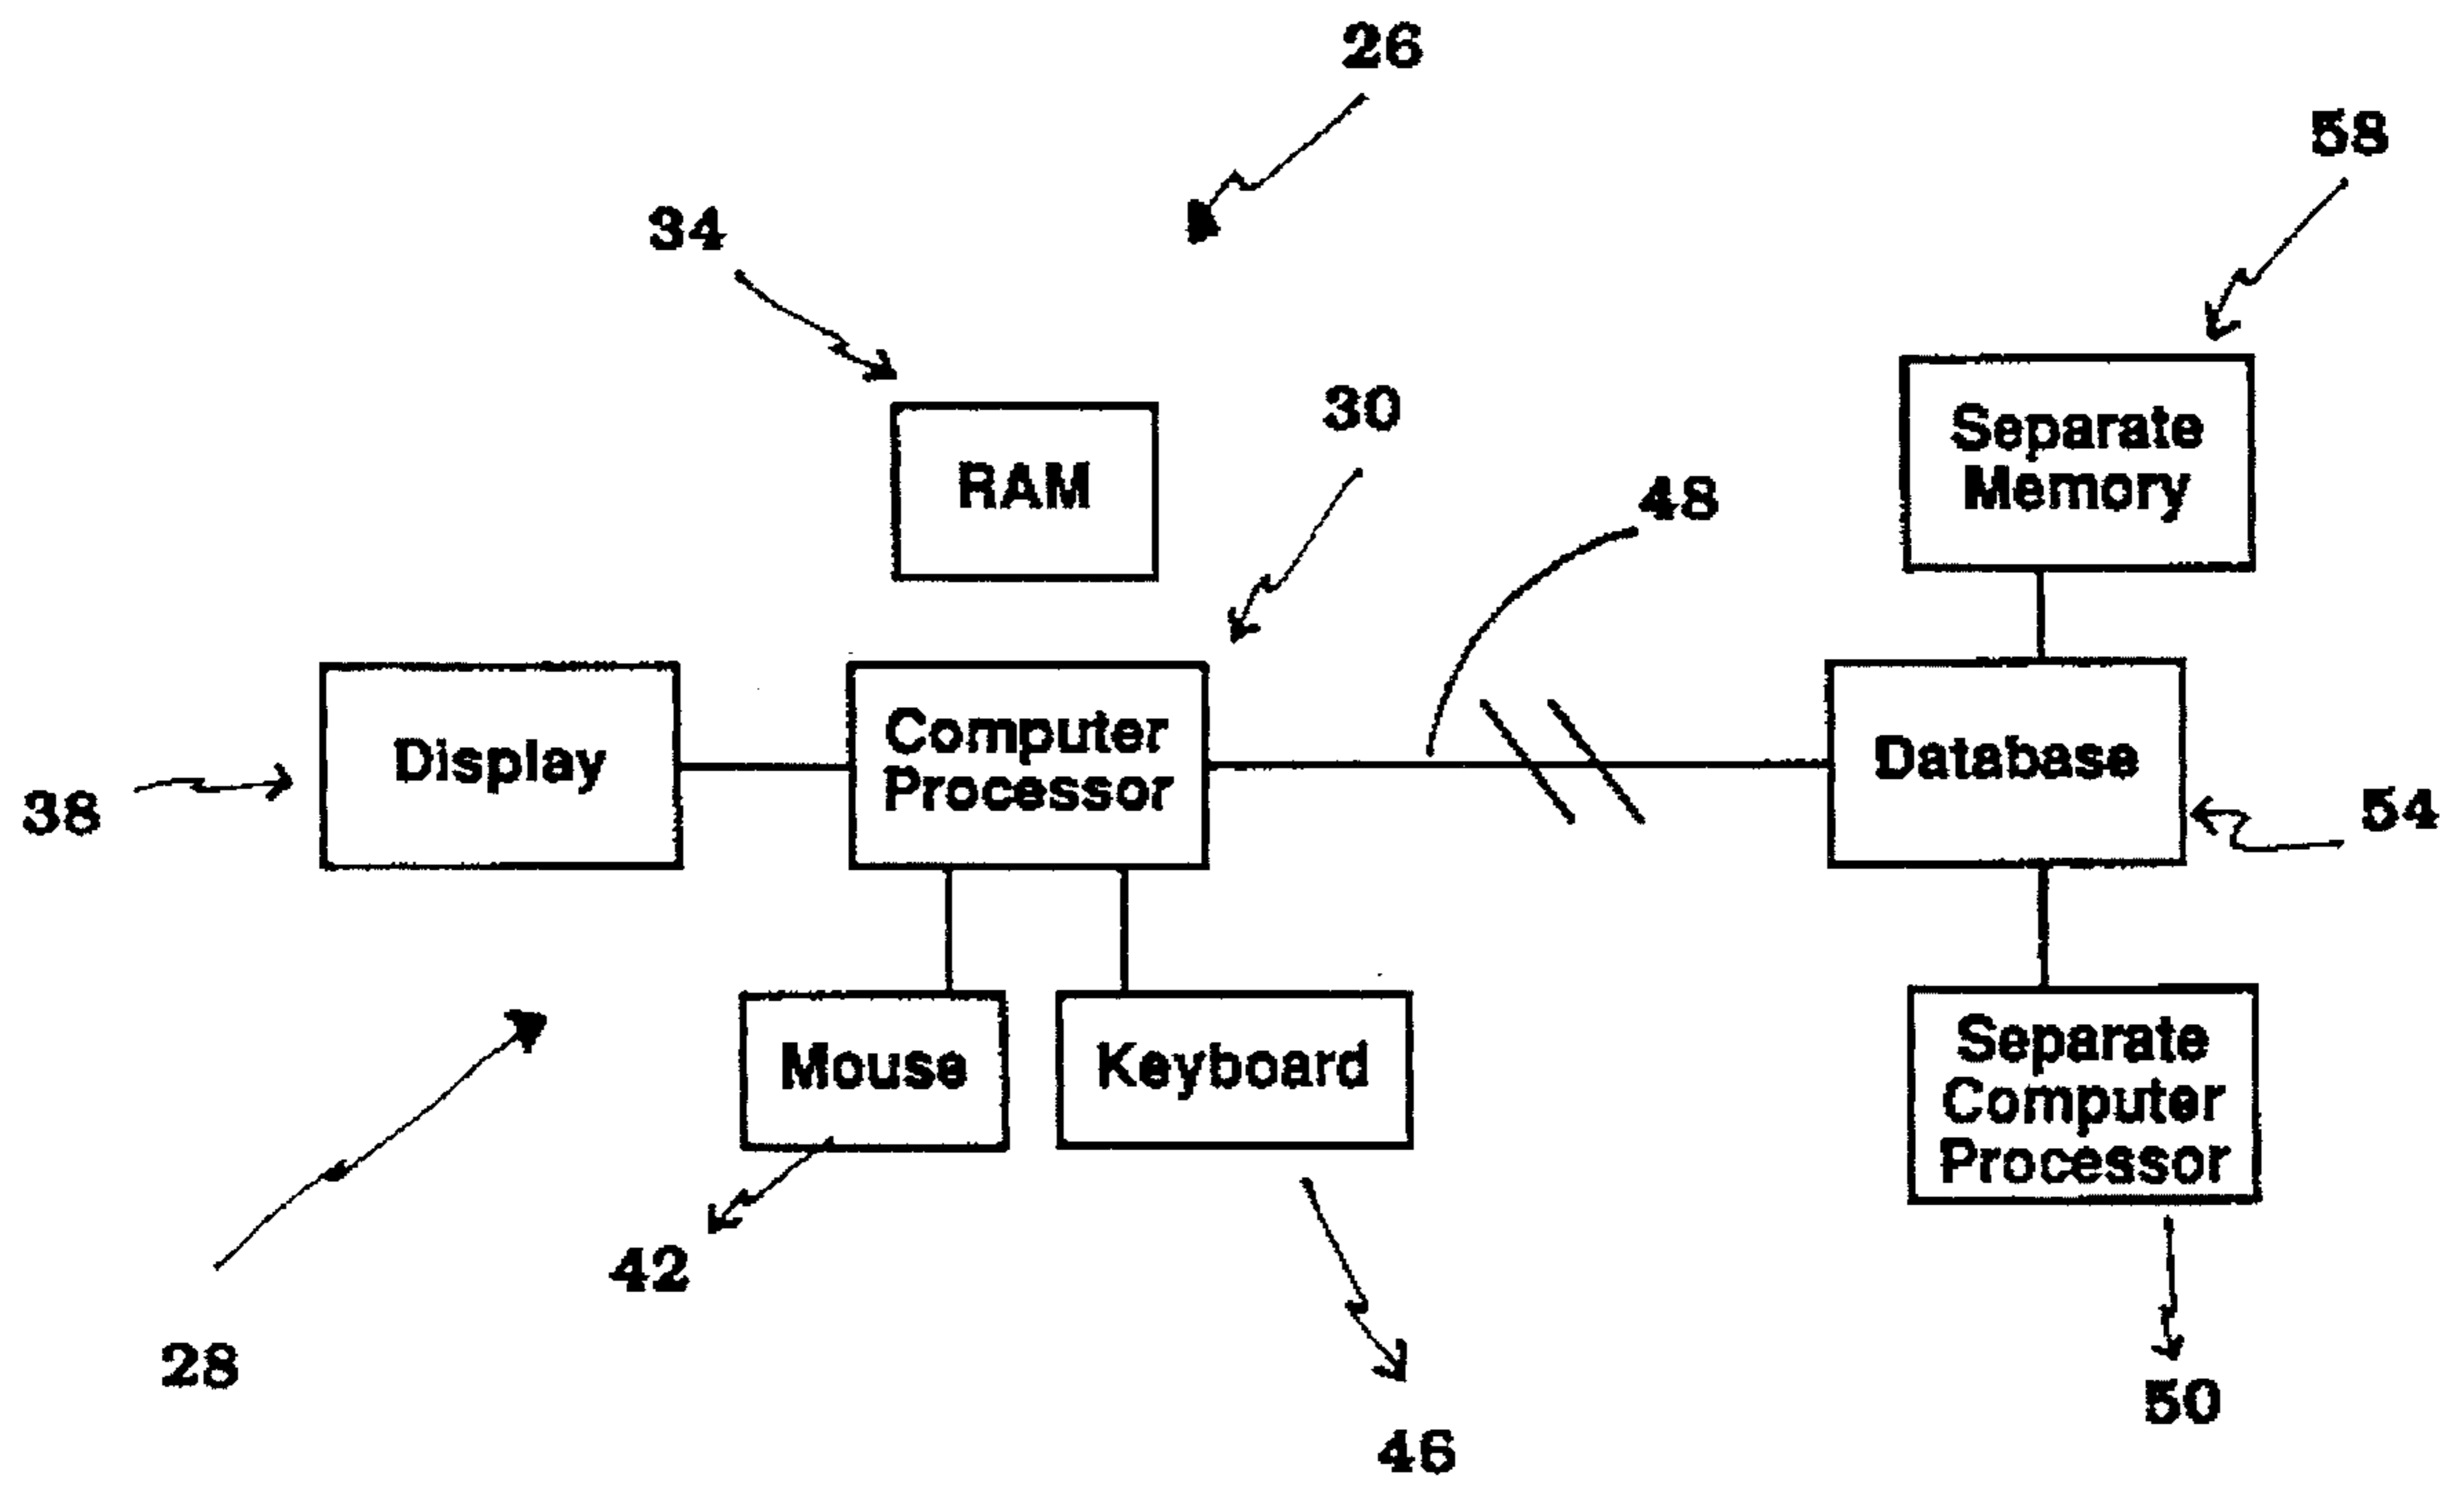 26
58
34
30
RAM
48
Separate
Memory
Display
Computer
Processor
Database
38
54
Mouse
Keyboard
Separate
Computer
Processor
42
28
50
46